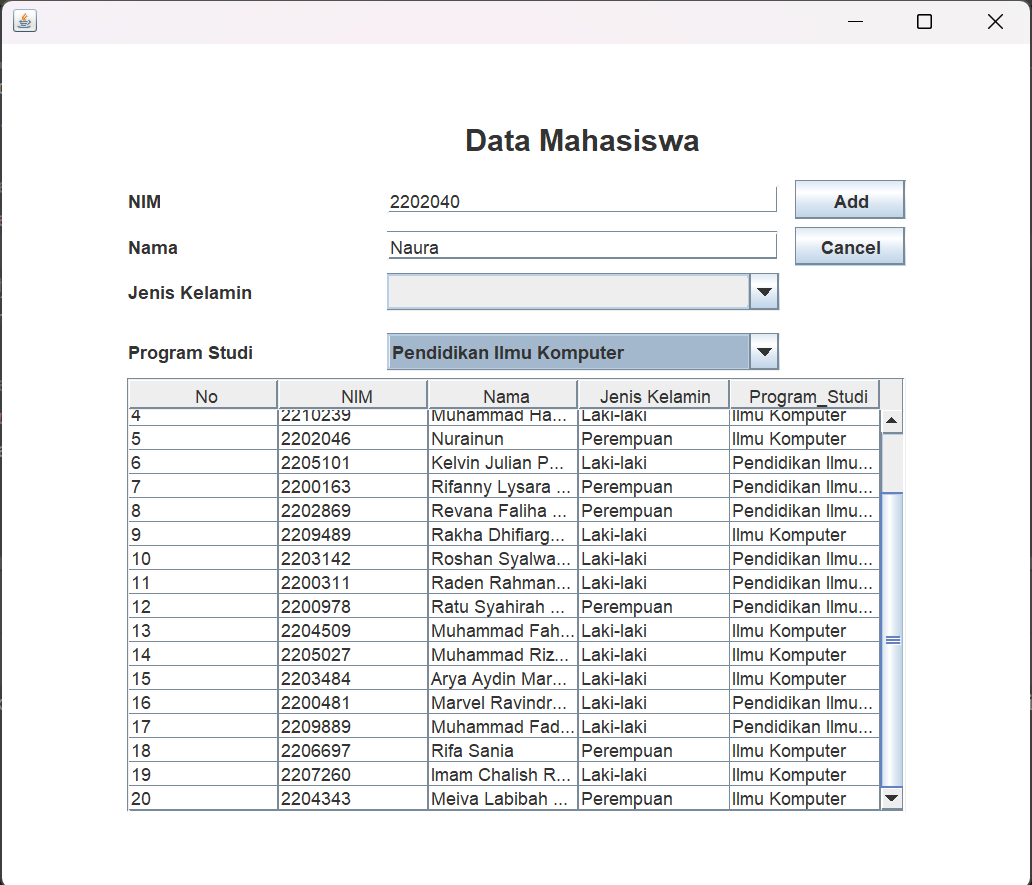 Data Mahasiswa
NIM 2202040 Add
Nama Naura Cancel
Jenis Kelamin
Program Studi Pendidikan Ilmu Komputer
No NIM Nama Jenis Kelamin Program_Studi
4 2210239 Muhammad Ha... Laki-laki Ilmu Komputer
5 2202046 Nurainun Perempuan Ilmu Komputer
6 2205101 Kelvin Julian P... Laki-laki Pendidikan Ilmu...
7 2200163 Rifanny Lysara ... Perempuan Pendidikan Ilmu...
8 2202869 Revana Faliha ... Perempuan Pendidikan Ilmu...
9 2209489 Rakha Dhifiarg... Laki-laki Ilmu Komputer
10 2203142 Roshan Syalwa... Laki-laki Pendidikan Ilmu...
11 2200311 Raden Rahman... Laki-laki Pendidikan Ilmu...
12 2200978 Ratu Syahirah ... Perempuan Pendidikan Ilmu...
13 2204509 Muhammad Fah... Laki-laki Ilmu Komputer
14 2205027 Muhammad Riz... Laki-laki Ilmu Komputer
15 2203484 Arya Aydin Mar... Laki-laki Ilmu Komputer
16 2200481 Marvel Ravindr... Laki-laki Pendidikan Ilmu...
17 2209889 Muhammad Fad... Laki-laki Pendidikan Ilmu...
18 2206697 Rifa Sania Perempuan Ilmu Komputer
19 2207260 Imam Chalish R... Laki-laki Ilmu Komputer
20 2204343 Meiva Labibah ... Perempuan Ilmu Komputer